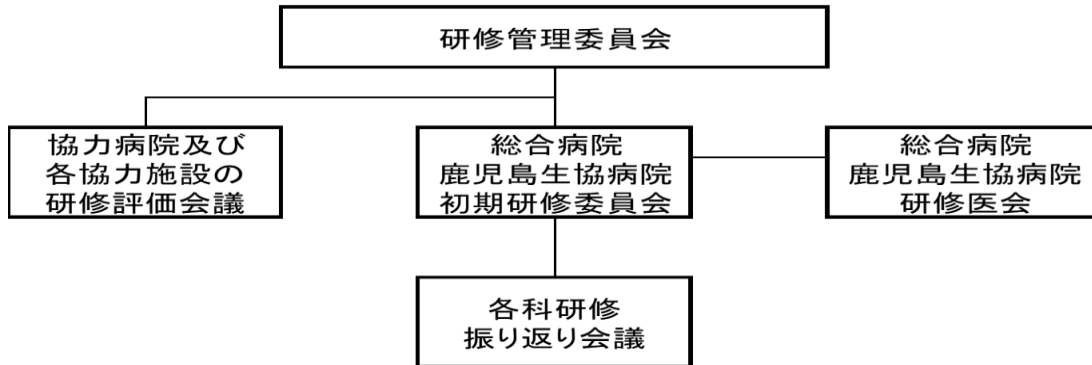 研修管理委員会
協力病院及び
各協力施設の
研修評価会議
総合病院
鹿児島生協病院
初期研修委員会
総合病院
鹿児島生協病院
研修医会
各科研修
振り返り会議